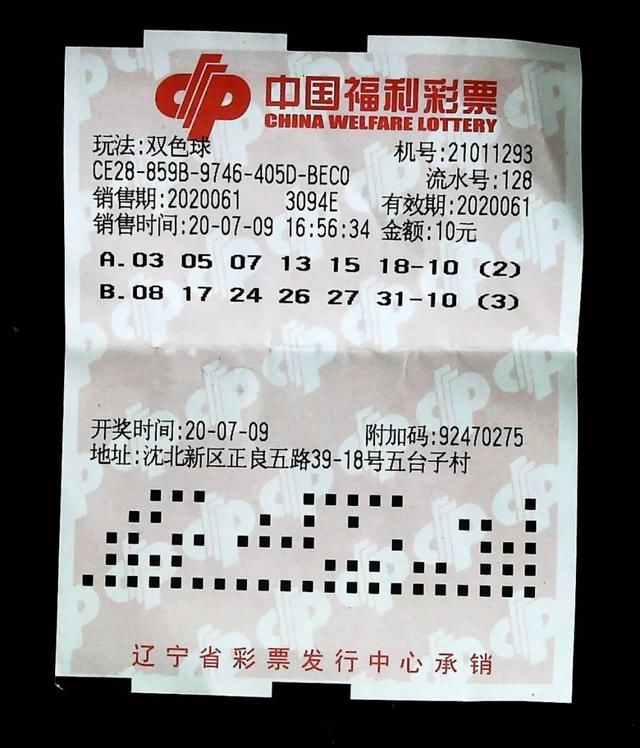 中国福利彩票
CHINA WELFARE LOTTERY
玩法:双色球 机号:21011293
CE28-859B-9746-405D-BEC0 流水号:128
销售期:2020061 3094E 有效期:2020061
销售时间:20-07-09 16:56:34 金额:10元
A.03 05 07 13 15 18-10 (2)
B.08 17 24 26 27 31-10 (3)
开奖时间:20-07-09 附加码:92470275
地址:沈北新区正良五路39-18号五台子村
辽宁省彩票发行中心承销